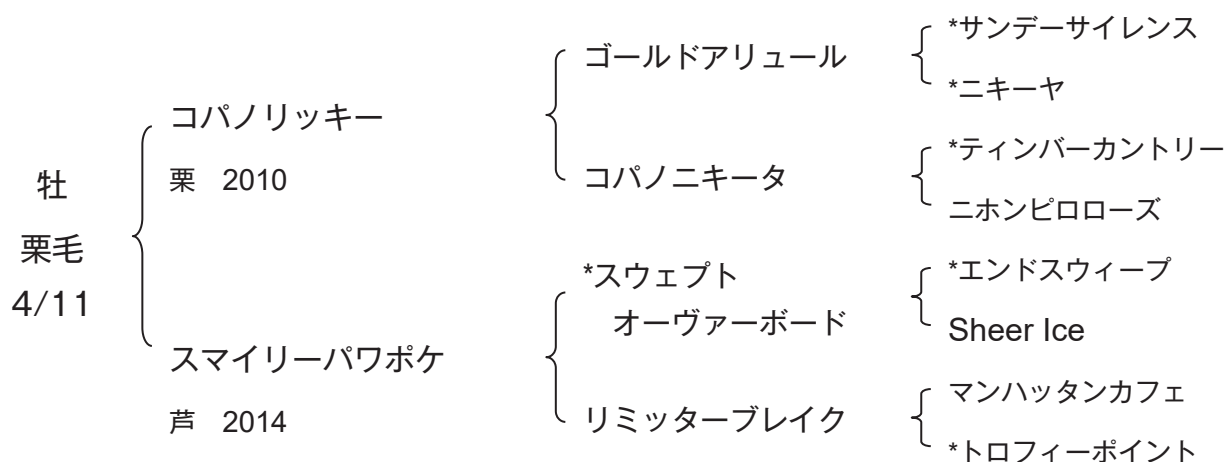 牡
栗毛
4/11
コパノリッキー
栗 2010
スマイリーパワポケ
芦 2014
ゴールドアリュール
コパノニキータ
*スウェプト
オーヴァーボード
リミッターブレイク
*サンデーサイレンス
*ニキーヤ
*ティンバーカントリー
ニホンピロローズ
*エンドスウィープ
Sheer Ice
マンハッタンカフェ
*トロフィーポイント